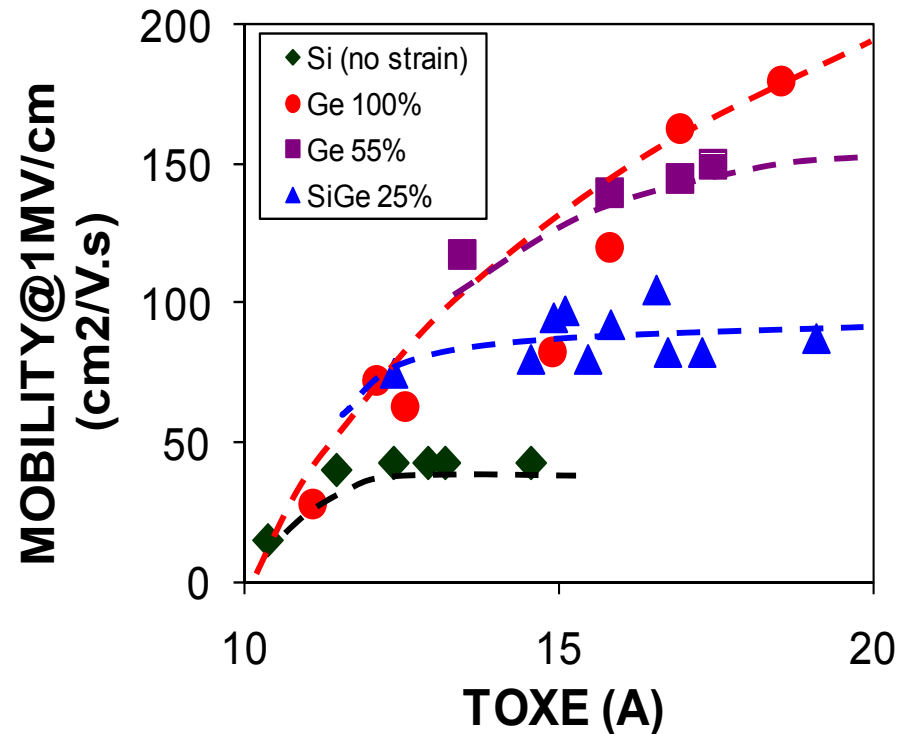 MOBILITY@1MV/cm
(cm2/V.s)
200
150
100
50
0
Si (no strain)
Ge 100%
Ge 55%
SiGe 25%
10
15
20
TOXE (A)